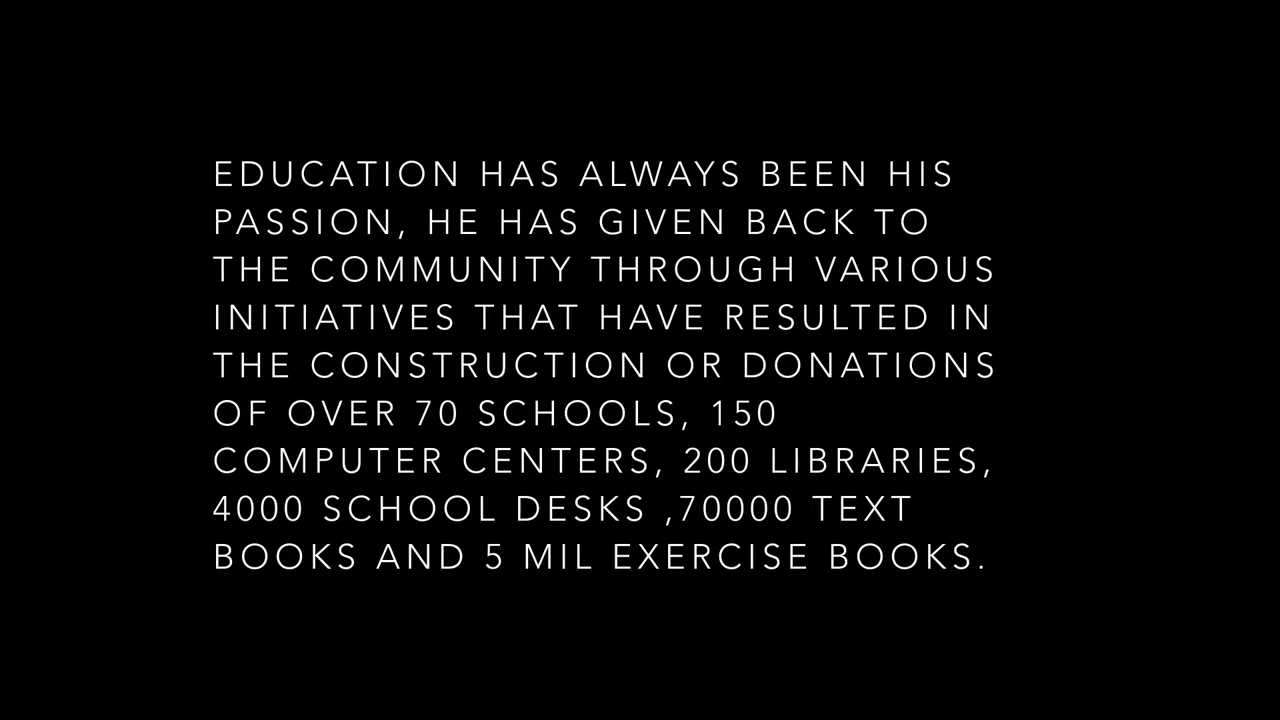 EDUCATION HAS ALWAYS BEEN HIS
PASSION, HE HAS GIVEN BACK TO
THE COMMUNITY THROUGH VARIOUS
INITIATIVES THAT HAVE RESULTED IN
THE CONSTRUCTION OR DONATIONS
OF OVER 70 SCHOOLS, 150
COMPUTER CENTERS, 200 LIBRARIES,
4000 SCHOOL DESKS ,70000 TEXT
BOOKS AND 5 MIL EXERCISE BOOKS.